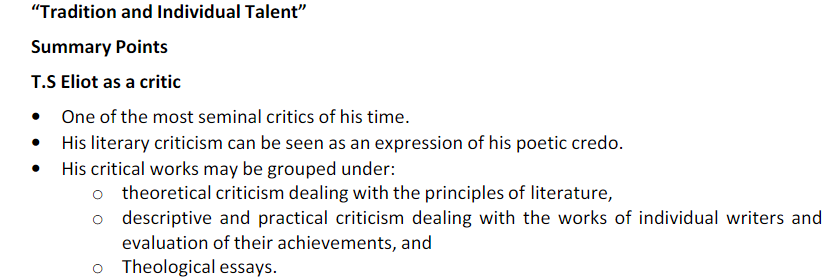 “Tradition and Individual Talent”
Summary Points
T.S Eliot as a critic
• One of the most seminal critics of his time.
• His literary criticism can be seen as an expression of his poetic credo.
• His critical works may be grouped under:
o theoretical criticism dealing with the principles of literature,
o descriptive and practical criticism dealing with the works of individual writers and
evaluation of their achievements, and
o Theological essays.